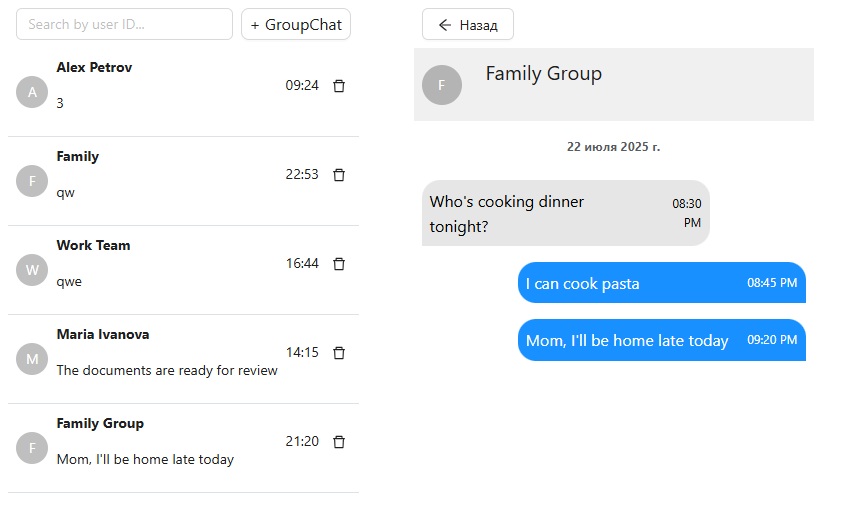 Search by user ID...
+ GroupChat
Alex Petrov
A
09:24
3
Family
F
22:53
qw
Work Team
W
16:44
qwe
Maria Ivanova
M
14:15
The documents are ready for review
Family Group
F
21:20
Mom, I'll be home late today
← Назад
F
Family Group
22 июля 2025 г.
Who's cooking dinner
tonight?
08:30
PM
I can cook pasta
08:45 PM
Mom, I'll be home late today
09:20 PM